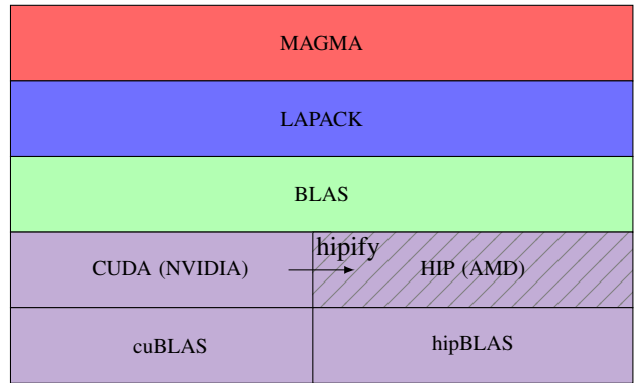 MAGMA
LAPACK
BLAS
hipify
CUDA (NVIDIA) HIP (AMD)
cuBLAS hipBLAS